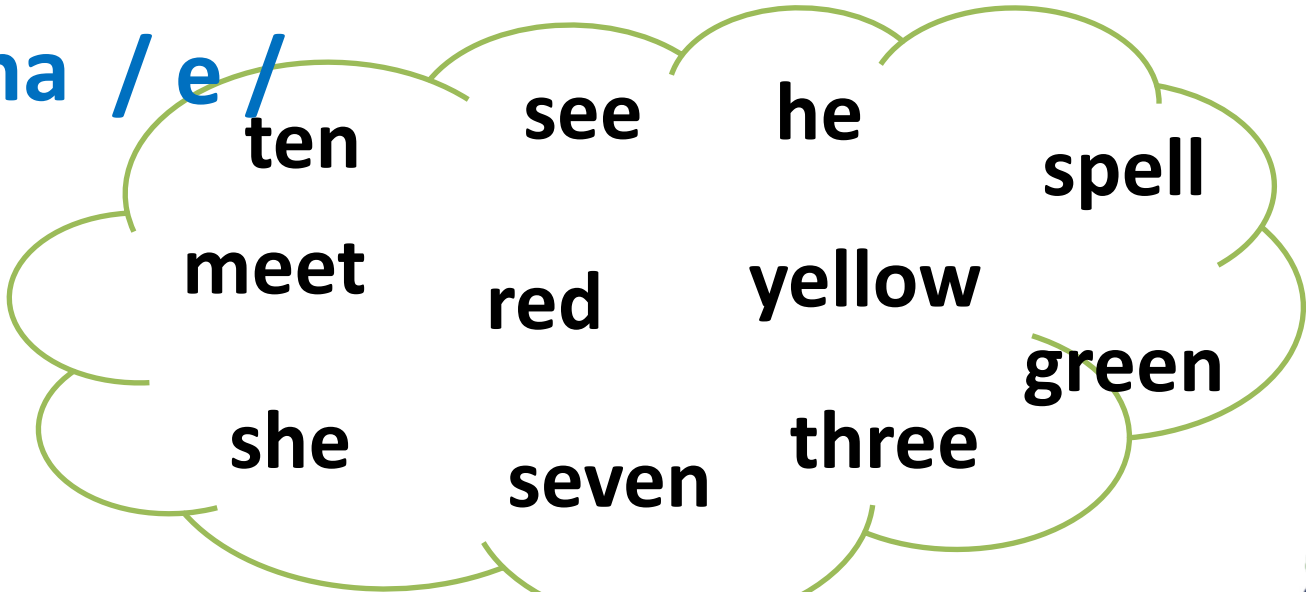 na / e /
ten see he spell
meet red yellow
green
she seven three